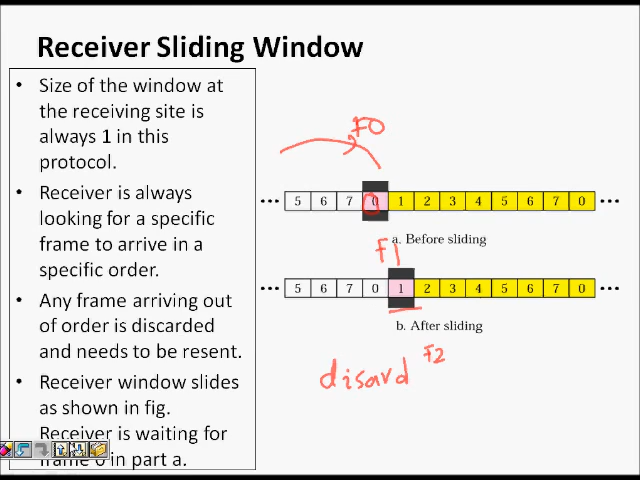 Receiver Sliding Window
• Size of the window at
the receiving site is
always 1 in this
protocol.
• Receiver is always
looking for a specific
frame to arrive in a
specific order.
• Any frame arriving out
of order is discarded
and needs to be resent.
• Receiver window slides
as shown in fig.
Receiver is waiting for
frame 0 in part a.
F0
••• 5 6 7 0 1 2 3 4 5 6 7 0 •••
a. Before sliding
F1
••• 5 6 7 0 1 2 3 4 5 6 7 0 •••
b. After sliding
disard F2